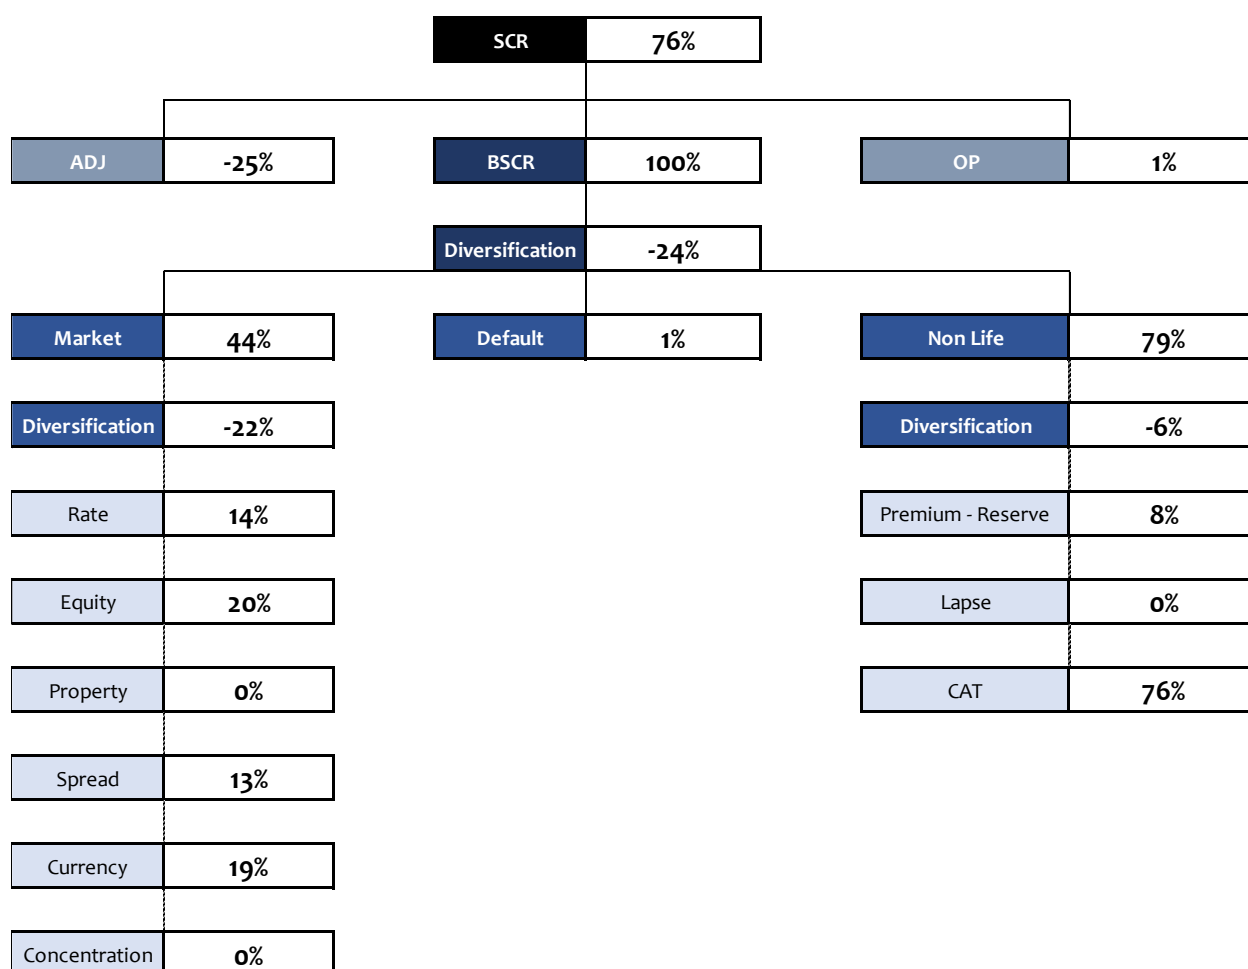 SCR 76%
ADJ -25% BSCR 100% OP 1%
Diversification -24%
Market 44% Default 1% Non Life 79%
Diversification -22% Diversification -6%
Rate 14% Premium - Reserve 8%
Equity 20% Lapse 0%
Property 0% CAT 76%
Spread 13%
Currency 19%
Concentration 0%